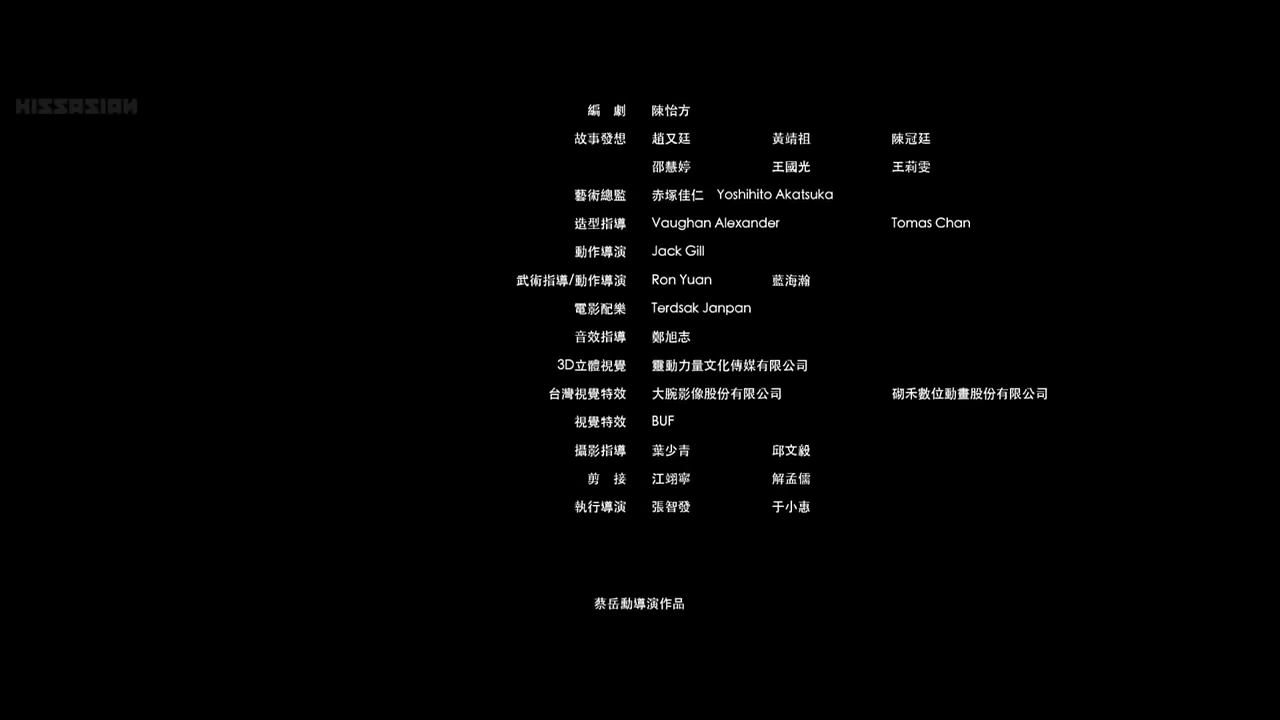 HISSASIAN
編 劇 陳怡方
故事發想 趙又廷 黃靖祖 陳冠廷
邵慧婷 王國光 王莉雯
藝術總監 赤塚佳仁 Yoshihito Akatsuka
造型指導 Vaughan Alexander Tomas Chan
動作導演 Jack Gill
武術指導/動作導演 Ron Yuan 藍海瀚
電影配樂 Terdsak Janpan
音效指導 鄭旭志
3D立體視覺 靈動力量文化傳媒有限公司
台灣視覺特效 大腕影像股份有限公司 砌禾數位動畫股份有限公司
視覺特效 BUF
攝影指導 葉少青 邱文毅
剪 接 江翊寧 解孟儒
執行導演 張智發 于小惠
蔡岳勳導演作品